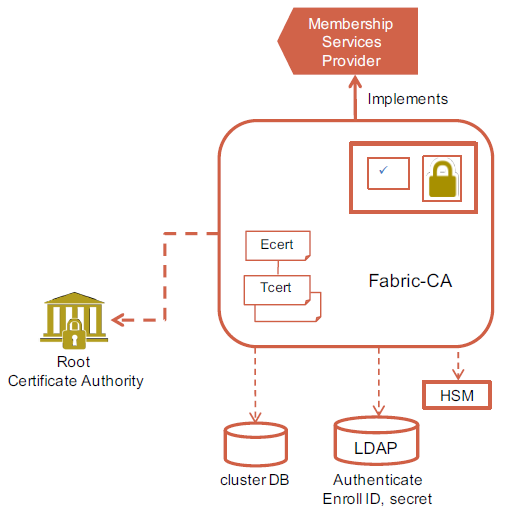 Membership
Services
Provider
Implements
Ecert
Tcert
Fabric-CA
Root
Certificate Authority
HSM
LDAP
cluster DB
Authenticate
Enroll ID, secret